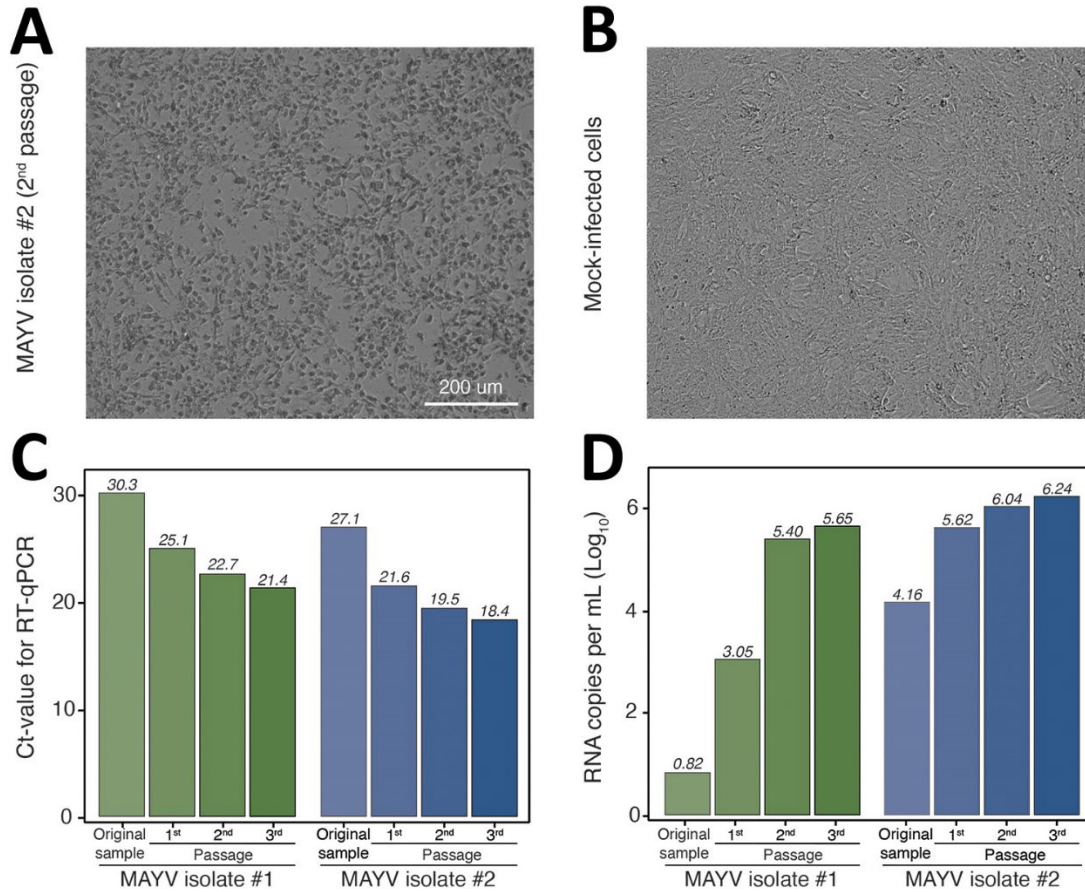 A
MAYV isolate #2 (2nd passage)
200 um
B
Mock-infected cells
C
Ct-value for RT-qPCR
30
20
10
0
30.3
25.1
22.7
21.4
27.1
21.6
19.5
18.4
Original sample
1st
2nd
3rd
Passage
MAYV isolate #1
Original sample
1st
2nd
3rd
Passage
MAYV isolate #2
D
RNA copies per mL (Log10)
6
4
2
0
0.82
3.05
5.40
5.65
4.16
5.62
6.04
6.24
Original sample
1st
2nd
3rd
Passage
MAYV isolate #1
Original sample
1st
2nd
3rd
Passage
MAYV isolate #2